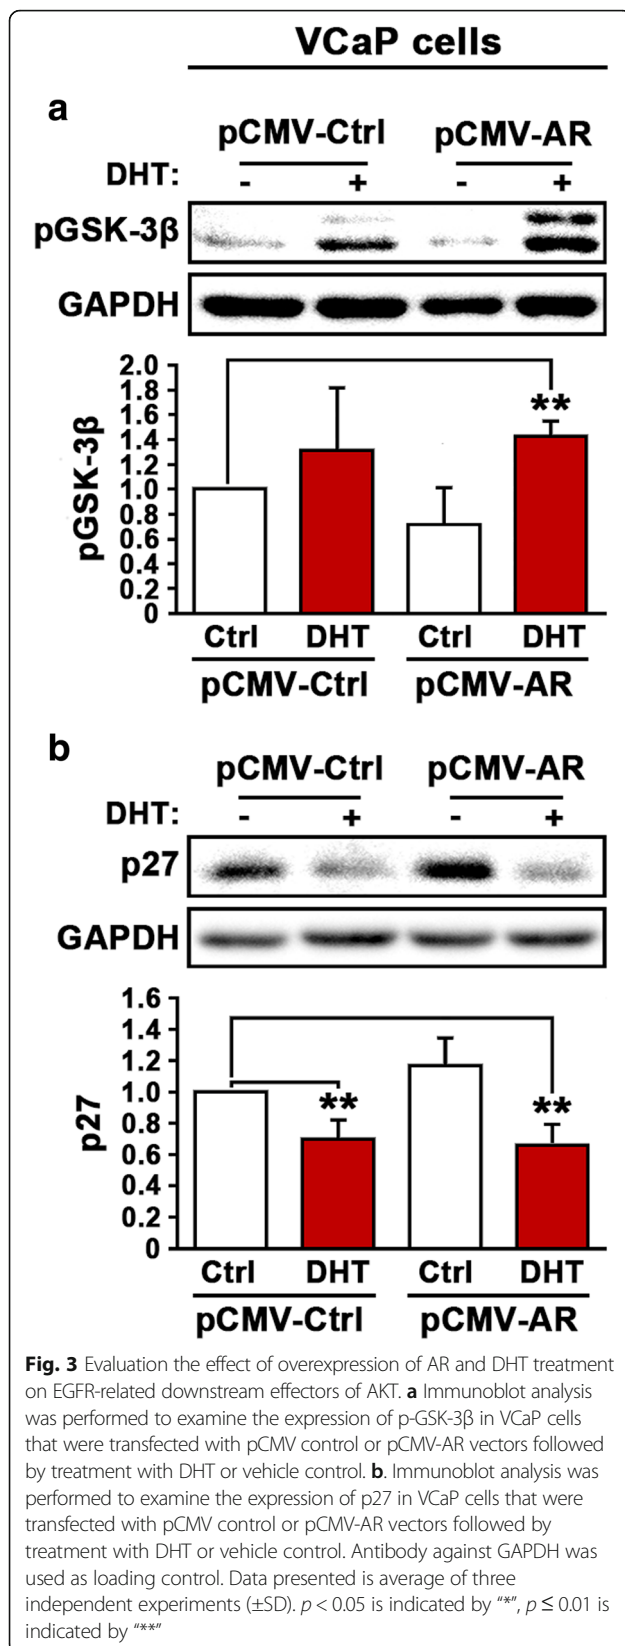 VCaP cells
a
pCMV-Ctrl pCMV-AR
DHT: - + - +
pGSK-3β
GAPDH
2.0
1.8
1.6
1.4
1.2
1.0
0.8
0.6
0.4
0.2
0
pGSK-3β
**
Ctrl DHT Ctrl DHT
pCMV-Ctrl pCMV-AR
b
pCMV-Ctrl pCMV-AR
DHT: - + - +
p27
GAPDH
1.6
1.4
1.2
1.0
0.8
0.6
0.4
0.2
0
p27
** **
Ctrl DHT Ctrl DHT
pCMV-Ctrl pCMV-AR
Fig. 3 Evaluation the effect of overexpression of AR and DHT treatment
on EGFR-related downstream effectors of AKT. a Immunoblot analysis
was performed to examine the expression of p-GSK-3β in VCaP cells
that were transfected with pCMV control or pCMV-AR vectors followed
by treatment with DHT or vehicle control. b. Immunoblot analysis was
performed to examine the expression of p27 in VCaP cells that were
transfected with pCMV control or pCMV-AR vectors followed by
treatment with DHT or vehicle control. Antibody against GAPDH was
used as loading control. Data presented is average of three
independent experiments (±SD). p < 0.05 is indicated by “*”, p ≤ 0.01 is
indicated by “**”